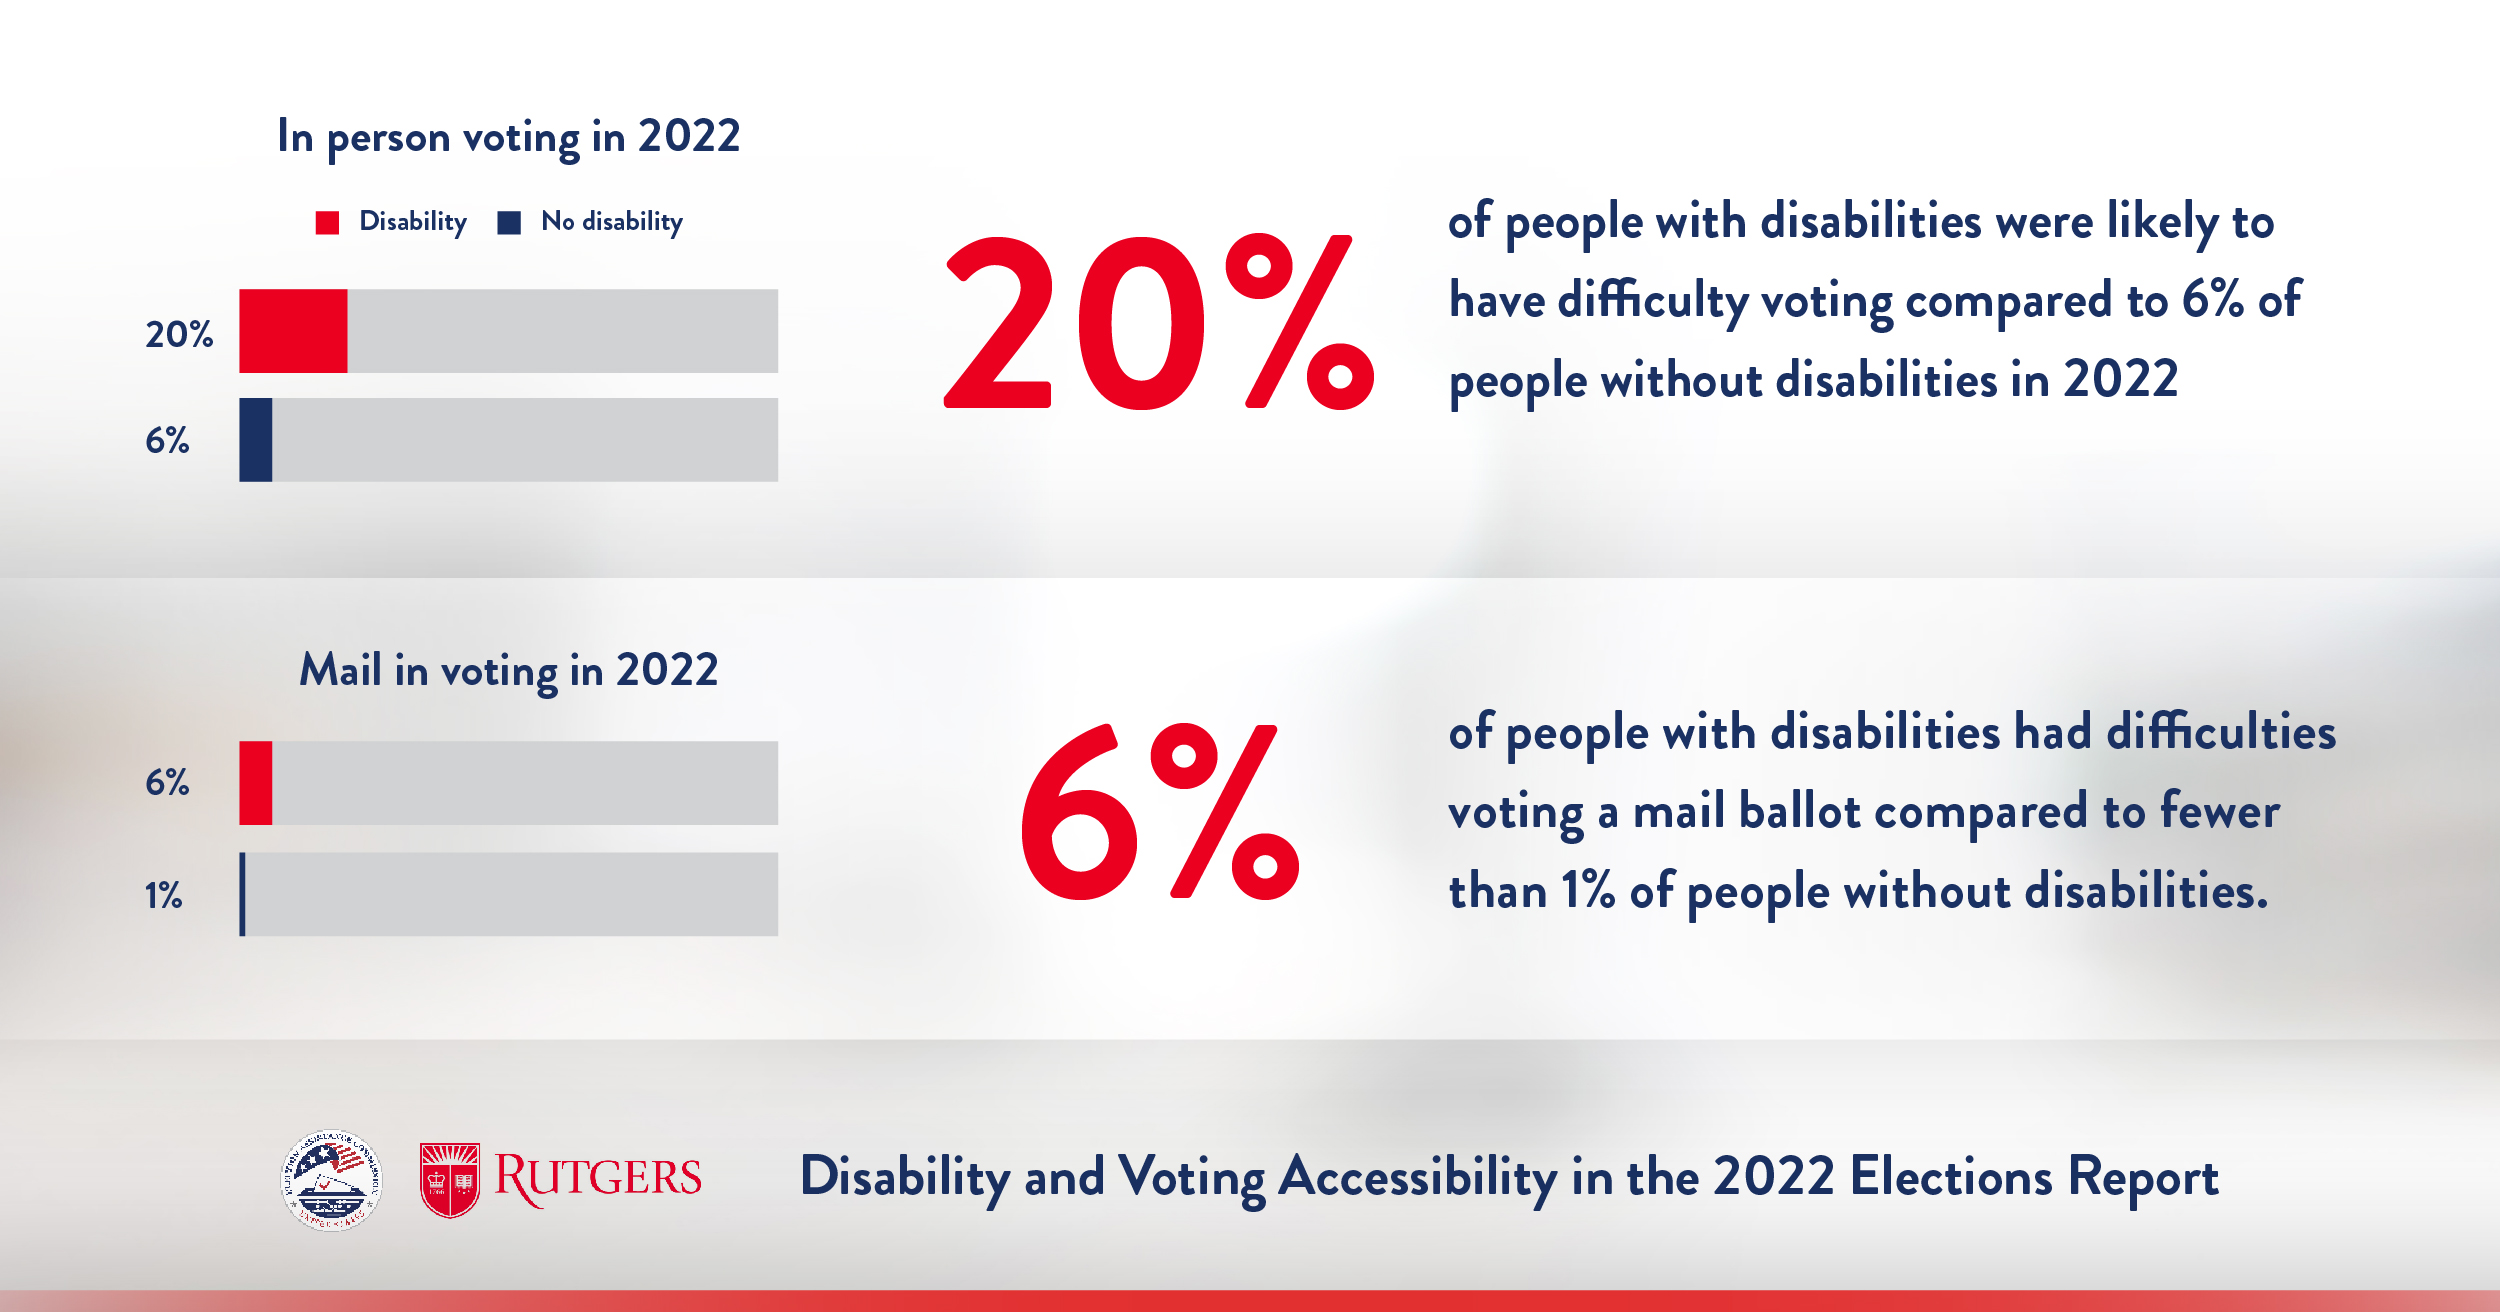 In person voting in 2022
Disability No disability
20%
6%
20%
of people with disabilities were likely to
have difficulty voting compared to 6% of
people without disabilities in 2022
Mail in voting in 2022
6%
1%
6%
of people with disabilities had difficulties
voting a mail ballot compared to fewer
than 1% of people without disabilities.
1766
RUTGERS
Disability and Voting Accessibility in the 2022 Elections Report